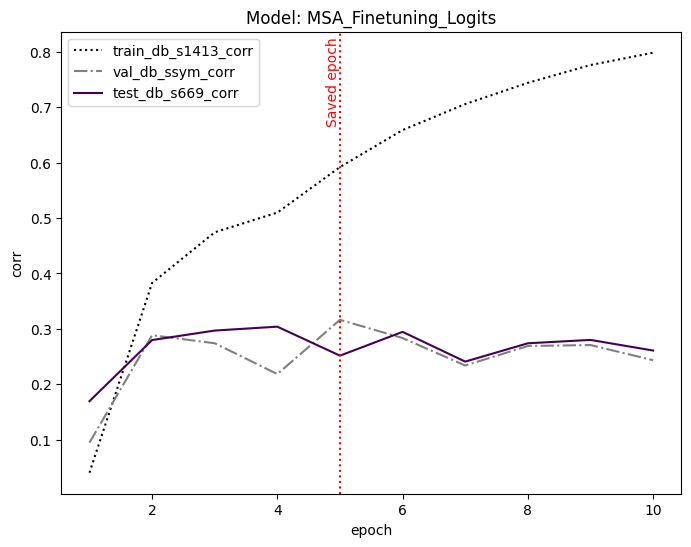 Model: MSA_Finetuning_Logits
train_db_s1413_corr
val_db_ssym_corr
test_db_s669_corr
Saved epoch
corr
0.8
0.7
0.6
0.5
0.4
0.3
0.2
0.1
2 4 6 8 10
epoch